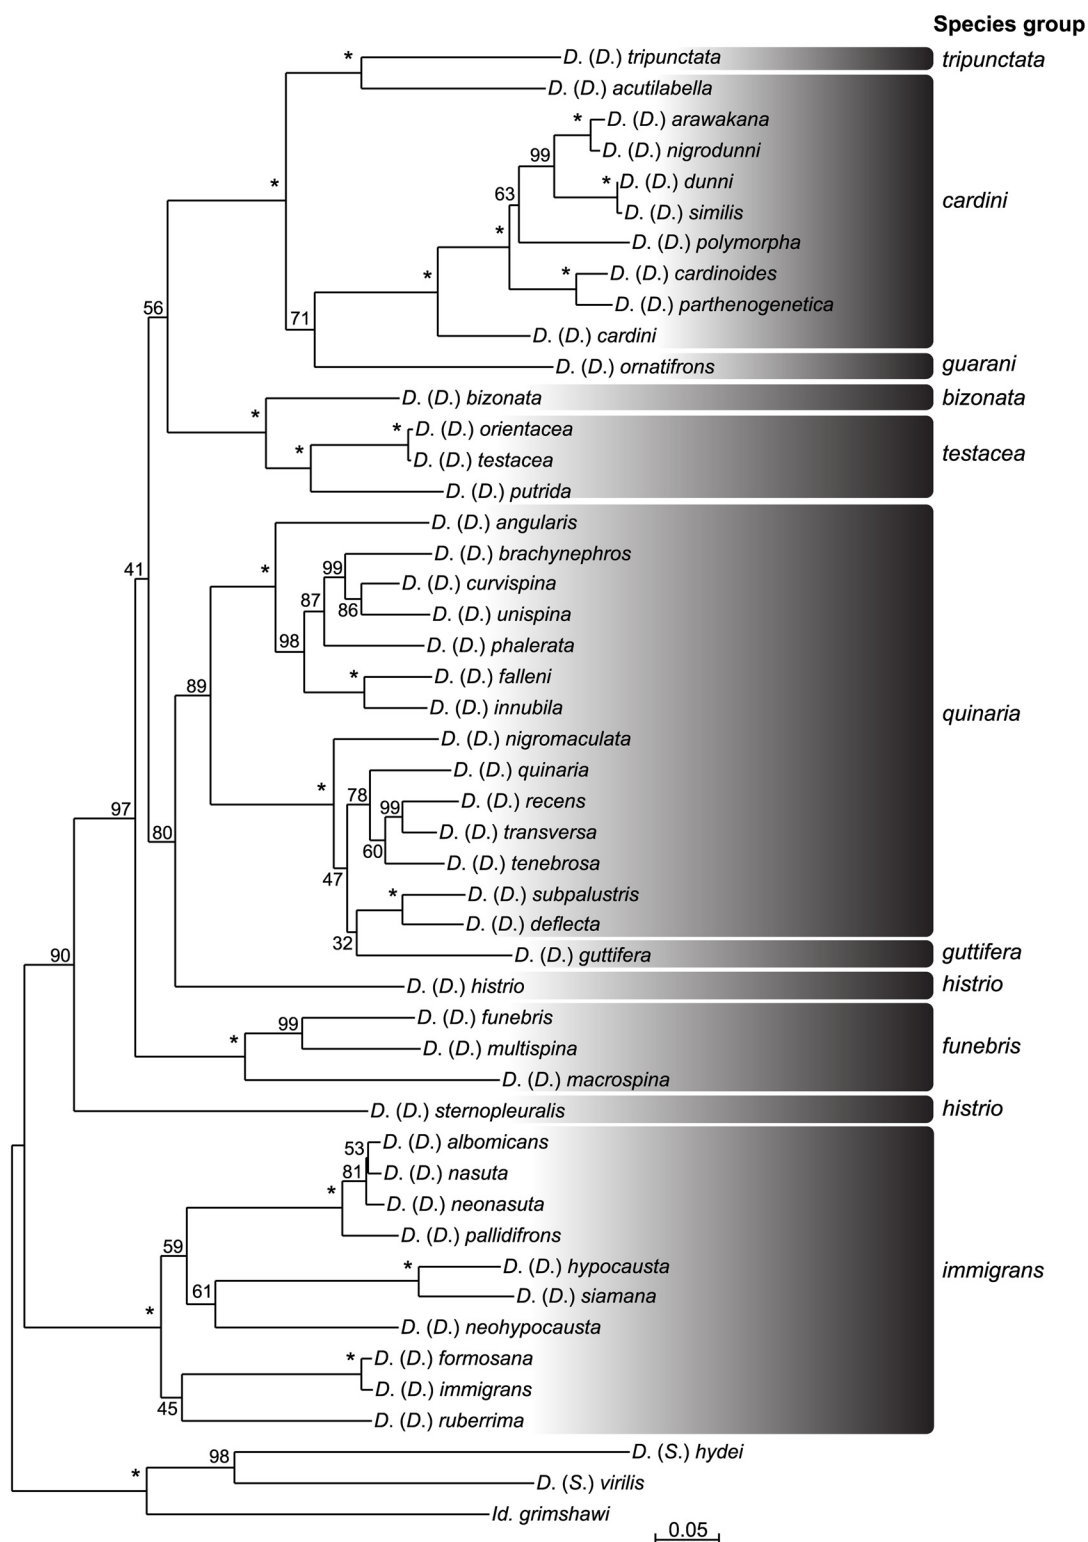 Species group
* D. (D.) tripunctata tripunctata
D. (D.) acutilabella
* D. (D.) arawakana
99 D. (D.) nigrodunni
* D. (D.) dunni
* 63 D. (D.) similis cardini
* D. (D.) polymorpha
* * D. (D.) cardinoides
56 71 D. (D.) parthenogenetica
D. (D.) cardini
D. (D.) ornatifrons guarani
* D. (D.) bizonata bizonata
* D. (D.) orientacea
* D. (D.) testacea testacea
D. (D.) putrida
D. (D.) angularis
41 * 99 D. (D.) brachynephros
D. (D.) curvispina
87 86 D. (D.) unispina
98 D. (D.) phalerata
89 * D. (D.) falleni
D. (D.) innubila quinaria
D. (D.) nigromaculata
* 78 D. (D.) quinaria
97 99 D. (D.) recens
80 D. (D.) transversa
60 D. (D.) tenebrosa
47 * D. (D.) subpalustris
D. (D.) deflecta
90 32 D. (D.) guttifera guttifera
D. (D.) histrio histrio
99 D. (D.) funebris
* D. (D.) multispina funebris
D. (D.) macrospina
D. (D.) sternopleuralis histrio
53 D. (D.) albomicans
81 D. (D.) nasuta
* D. (D.) neonasuta
D. (D.) pallidifrons
59 * D. (D.) hypocausta immigrans
61 D. (D.) siamana
* D. (D.) neohypocausta
* D. (D.) formosana
D. (D.) immigrans
45 D. (D.) ruberrima
98 D. (S.) hydei
* D. (S.) virilis
Id. grimshawi
0.05